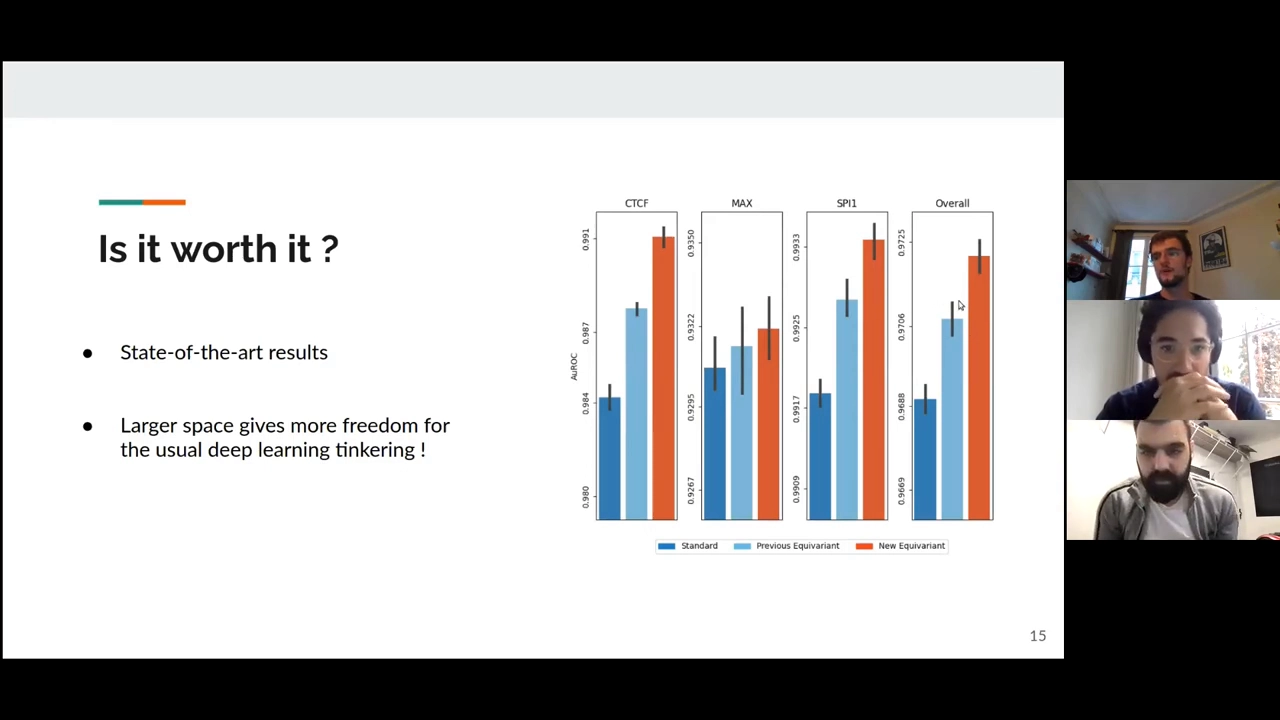 Is it worth it ?
● State-of-the-art results
● Larger space gives more freedom for
the usual deep learning tinkering !
CTCF
MAX
SPI1
Overall
AuROC
0.991
0.987
0.984
0.980
0.9350
0.9322
0.9295
0.9267
0.9933
0.9925
0.9917
0.9909
0.9725
0.9706
0.9688
0.9669
Standard
Previous Equivariant
New Equivariant
15